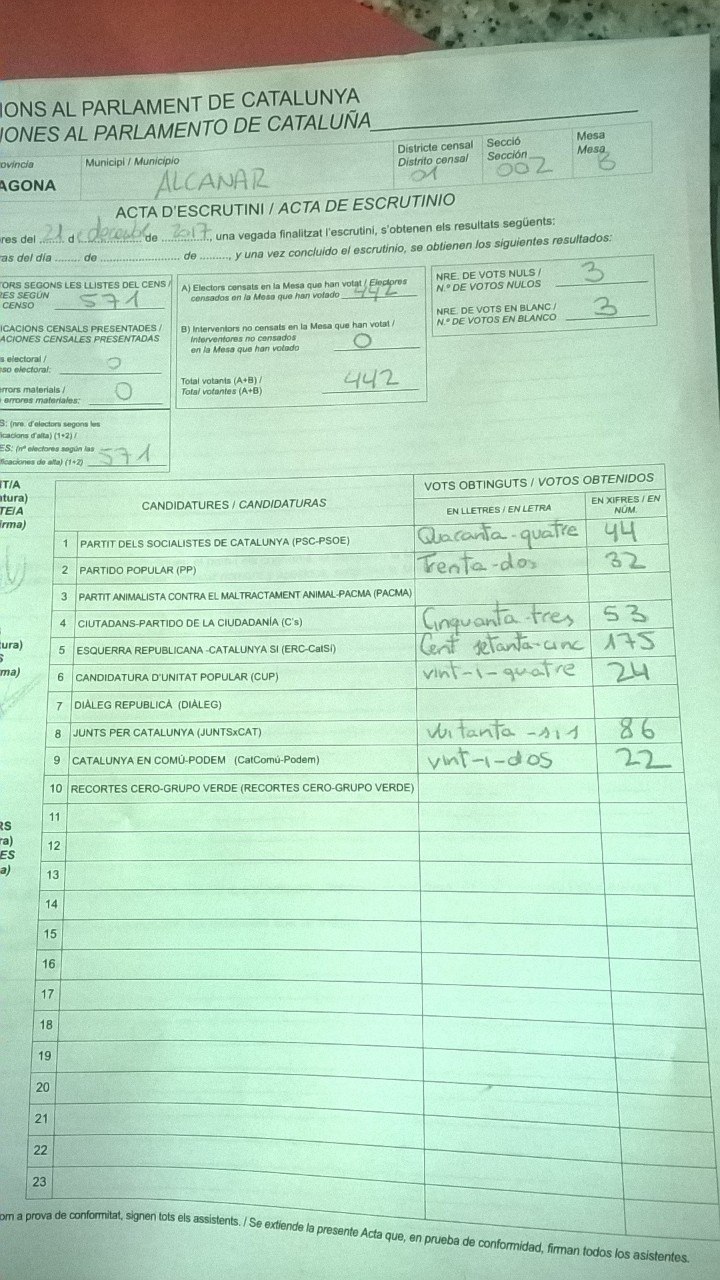 IONS AL PARLAMENT DE CATALUNYA
IONES AL PARLAMENTO DE CATALUÑA
ovíncia
AGONA
Municipi / Municipio
ALCANAR
Districte censal
Distrito censal
01
Secció
Sección
002
Mesa
Mesa
B
ACTA D'ESCRUTINI / ACTA DE ESCRUTINIO
res del 21 d desembre de 2017, una vegada finalitzat l'escrutini, s'obtenen els resultats següents:
ras del día ........ de ........................ de ........., y una vez concluido el escrutinio, se obtienen los siguientes resultados:
TORS SEGONS LES LLISTES DEL CENS /
RES SEGÚN
CENSO 571
ICACIONS CENSALS PRESENTADES /
ACIONES CENSALES PRESENTADAS
s electoral /
so electoral: 0
errors materials /
errores materiales: 0
S: (nre. d'electors segons les
icacions d'alta) (1+2) /
ES: (nº electores según las
ificaciones de alta) (1+2) 571
A) Electors censats en la Mesa que han votat / Electores
censados en la Mesa que han votado 442
B) Interventors no censats en la Mesa que han votat /
Interventores no censados
en la Mesa que han votado 0
Total votants (A+B) /
Total votantes (A+B) 442
NRE. DE VOTS NULS /
N.º DE VOTOS NULOS 3
NRE. DE VOTS EN BLANC /
N.º DE VOTOS EN BLANCO 3
NT/A
atura)
TE/A
irma)
ura)
ma)
RS
ra)
ES
a)
CANDIDATURES / CANDIDATURAS
VOTS OBTINGUTS / VOTOS OBTENIDOS
EN LLETRES / EN LETRA
EN XIFRES / EN
NÚM.
1 PARTIT DELS SOCIALISTES DE CATALUNYA (PSC-PSOE) Quaranta-quatre 44
2 PARTIDO POPULAR (PP) Trenta-dos 32
3 PARTIT ANIMALISTA CONTRA EL MALTRACTAMENT ANIMAL-PACMA (PACMA)
4 CIUTADANS-PARTIDO DE LA CIUDADANÍA (C's) Cinquanta-tres 53
5 ESQUERRA REPUBLICANA -CATALUNYA SI (ERC-CatSí) Cent setanta-cinc 175
6 CANDIDATURA D'UNITAT POPULAR (CUP) vint-i-quatre 24
7 DIÀLEG REPUBLICÀ (DIÀLEG)
8 JUNTS PER CATALUNYA (JUNTSxCAT) Vuitanta-sis 86
9 CATALUNYA EN COMÚ-PODEM (CatComú-Podem) vint-i-dos 22
10 RECORTES CERO-GRUPO VERDE (RECORTES CERO-GRUPO VERDE)
11
12
13
14
15
16
17
18
19
20
21
22
23
om a prova de conformitat, signen tots els assistents. / Se extiende la presente Acta que, en prueba de conformidad, firman todos los asistentes.